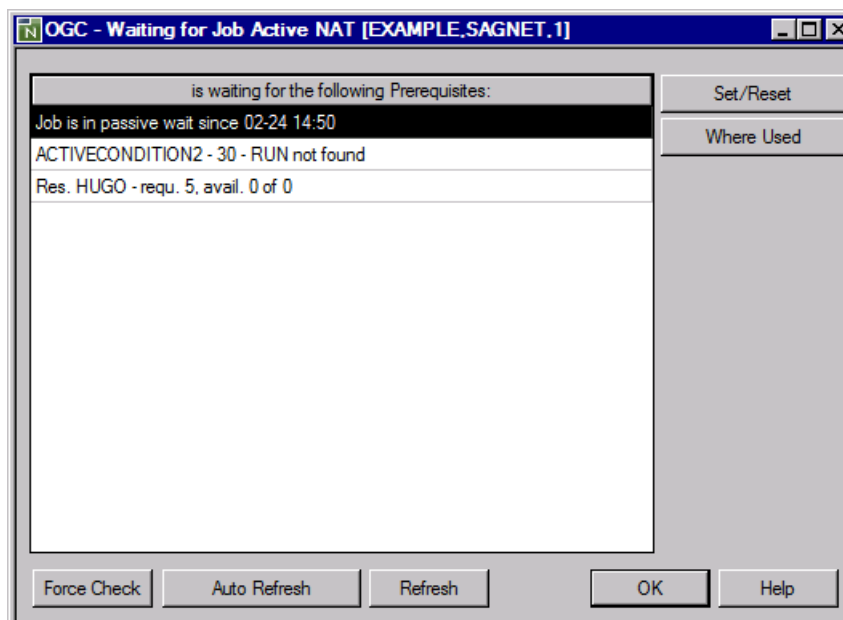 OGC - Waiting for Job Active NAT [EXAMPLE.SAGNET.1]
is waiting for the following Prerequisites:
Job is in passive wait since 02-24 14:50
ACTIVECONDITION2 - 30 - RUN not found
Res. HUGO - requ. 5, avail. 0 of 0
Set/Reset
Where Used
Force Check
Auto Refresh
Refresh
OK
Help